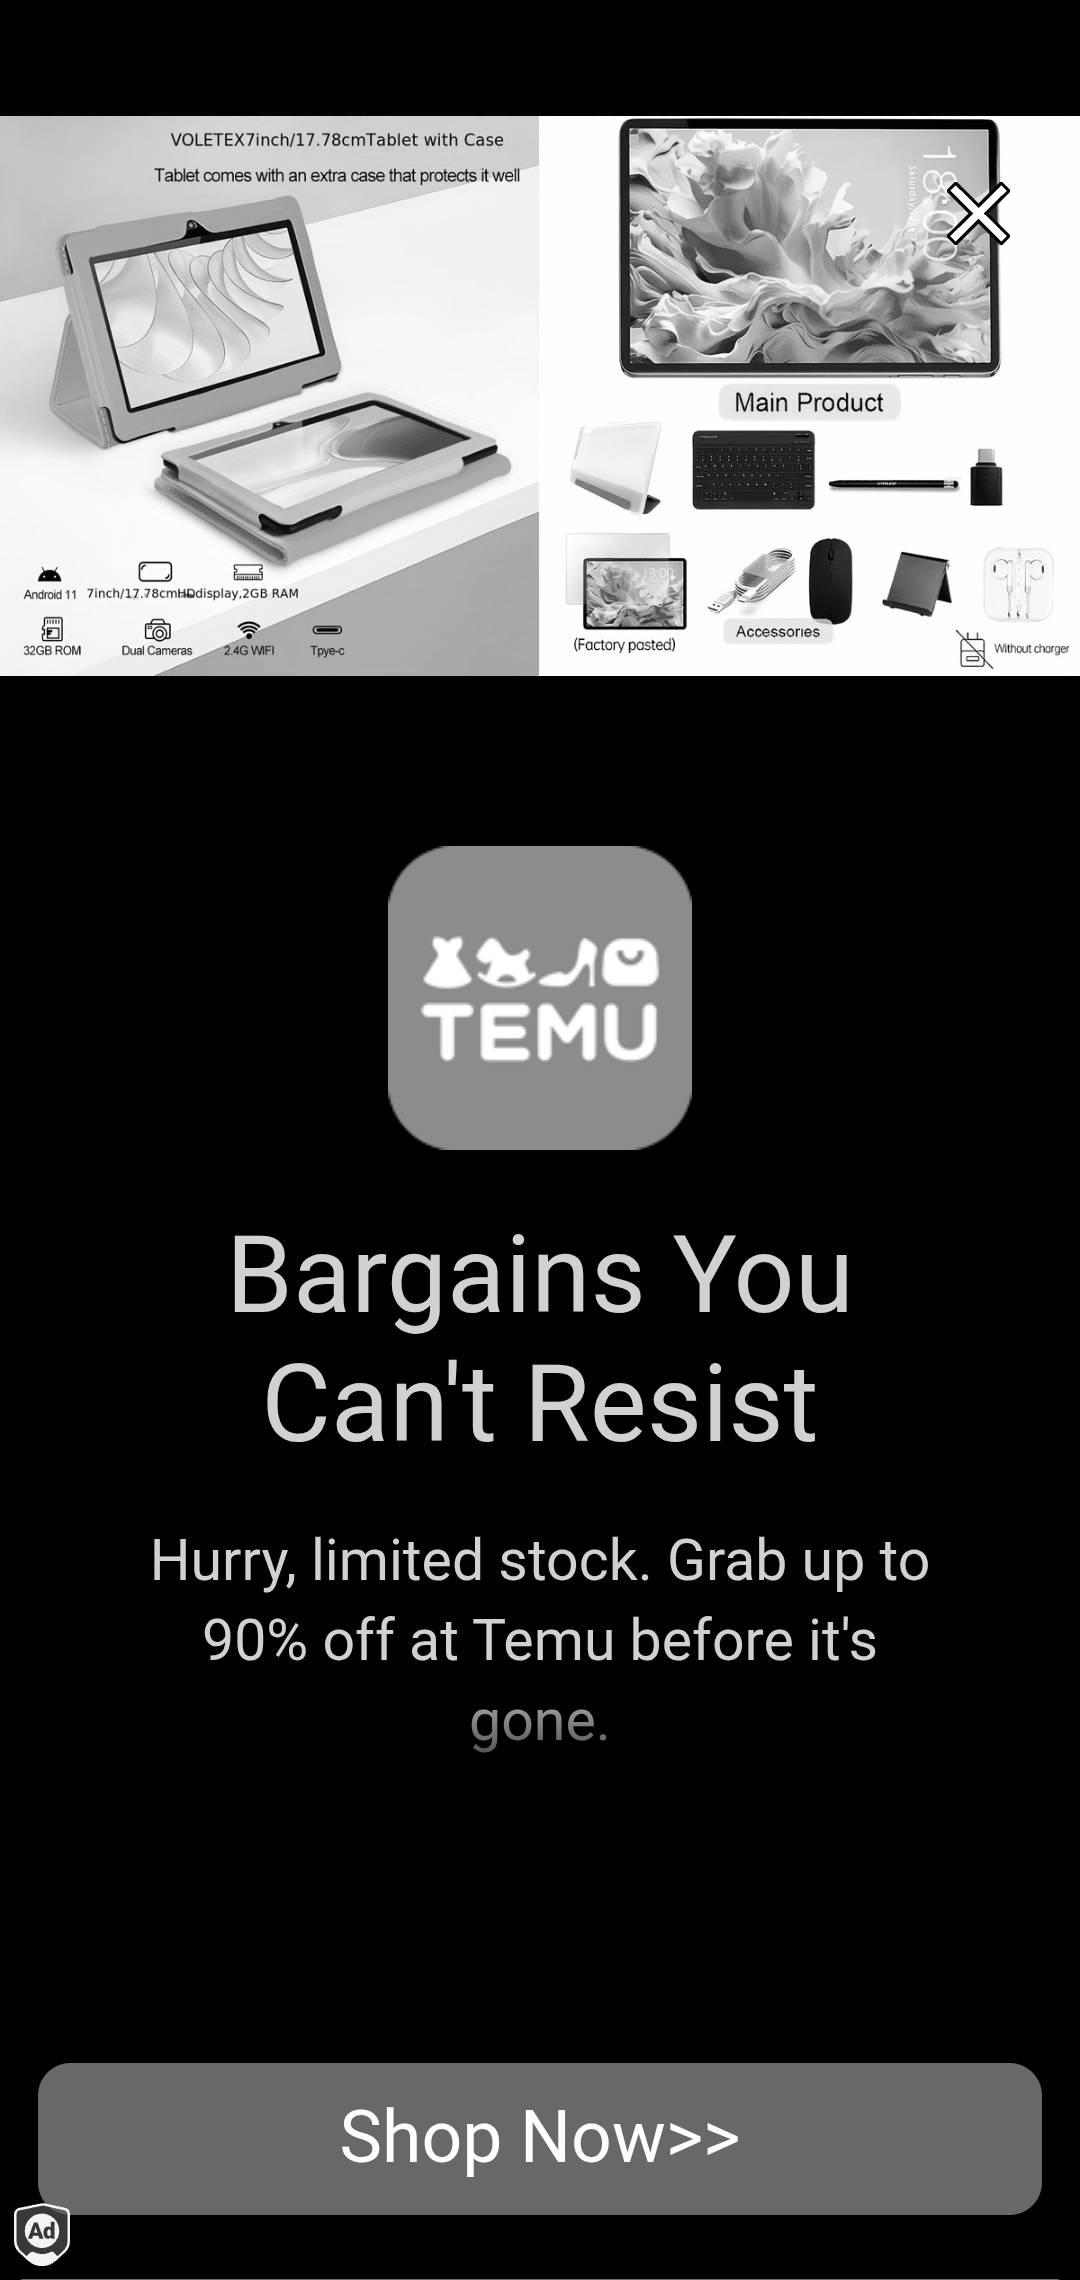 VOLETEX7inch/17.78cmTablet with Case
Tablet comes with an extra case that protects it well
Android 11
7inch/17.78cmHDdisplay,2GB RAM
32GB ROM
Dual Cameras
2.4G WIFI
Tpye-c
18:00
Saturday
Main Product
(Factory pasted)
Accessories
Without charger
TEMU
Bargains You
Can't Resist
Hurry, limited stock. Grab up to
90% off at Temu before it's
gone.
Shop Now>>
Ad